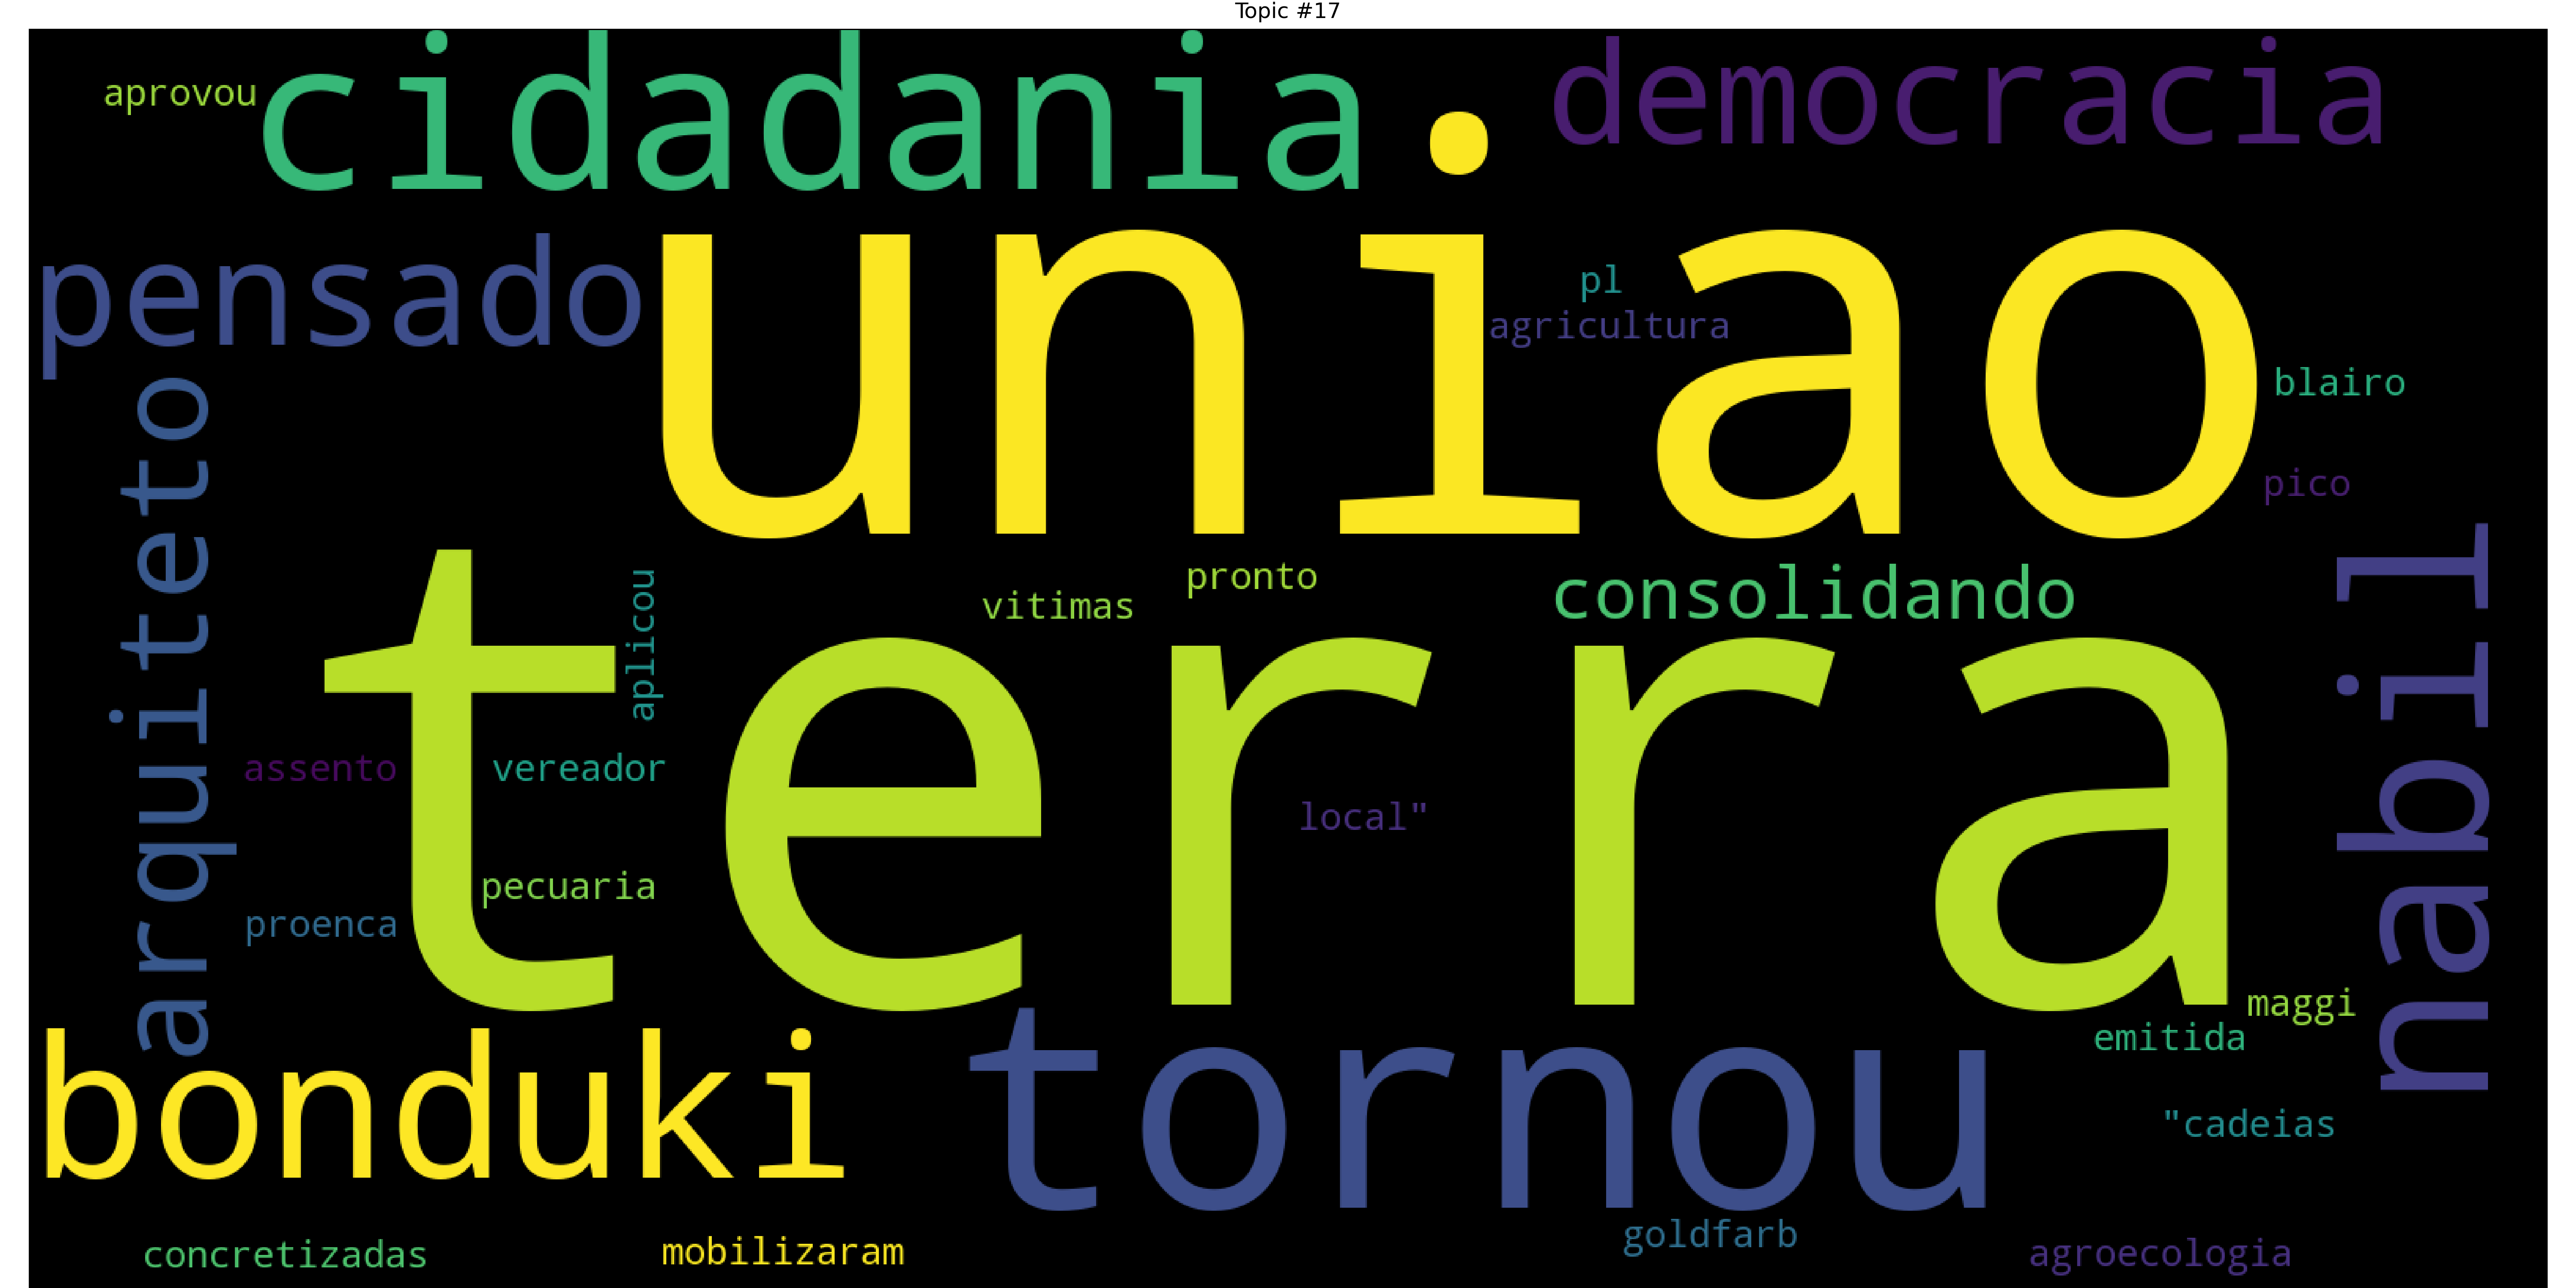 Topic #17
aprovou
cidadania
democracia
pensado
uniao
pl
agricultura
blairo
pico
arquiteto
vitimas
pronto
consolidando
aplicou
terra
nabil
assento
vereador
local"
pecuaria
proenca
maggi
bonduki
tornou
emitida
"cadeias
concretizadas
mobilizaram
goldfarb
agroecologia